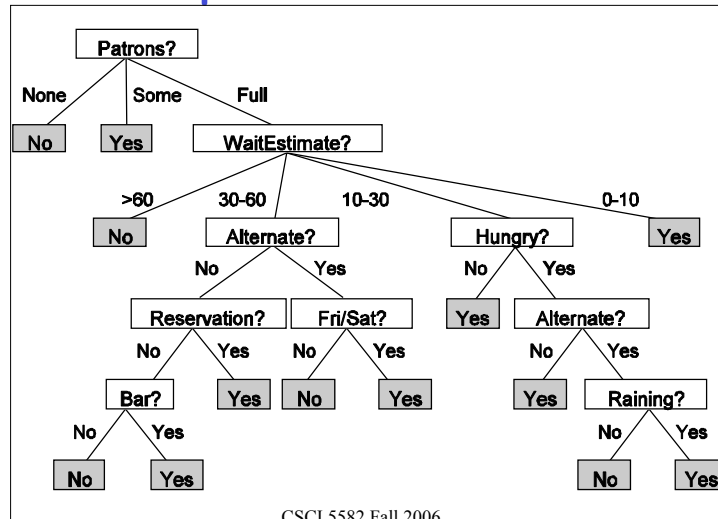 Patrons?
None Some Full
No Yes WaitEstimate?
>60 30-60 10-30 0-10
No Alternate? Hungry? Yes
No Yes No Yes
Reservation? Fri/Sat? Yes Alternate?
No Yes No Yes No Yes
Bar? Yes No Yes Yes Raining?
No Yes No Yes
No Yes No Yes
CSCI 5582 Fall 2006